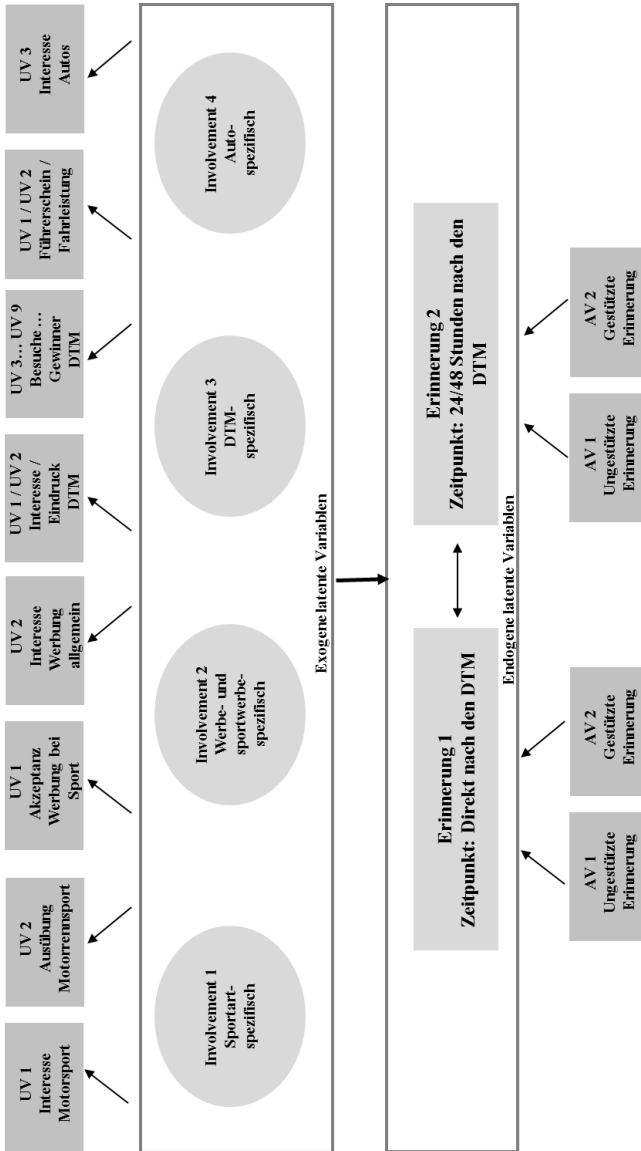 UV 1
Interesse
Motorsport
UV 2
Ausübung
Motorrennsport
UV 1
Akzeptanz
Werbung bei
Sport
UV 2
Interesse
Werbung
allgemein
UV 1 / UV 2
Interesse /
Eindruck
DTM
UV 3… UV 9
Besuche…
Gewinner
DTM
UV 1 / UV 2
Führerschein /
Fahrleistung
UV 3
Interesse
Autos
Involvement 1
Sportart-
spezifisch
Involvement 2
Werbe- und
sportwerbe-
spezifisch
Involvement 3
DTM-
spezifisch
Involvement 4
Auto-
spezifisch
Exogene latente Variablen
Erinnerung 1
Zeitpunkt: Direkt nach den DTM
Erinnerung 2
Zeitpunkt: 24/48 Stunden nach den
DTM
Endogene latente Variablen
AV 1
Ungestützte
Erinnerung
AV 2
Gestützte
Erinnerung
AV 1
Ungestützte
Erinnerung
AV 2
Gestützte
Erinnerung